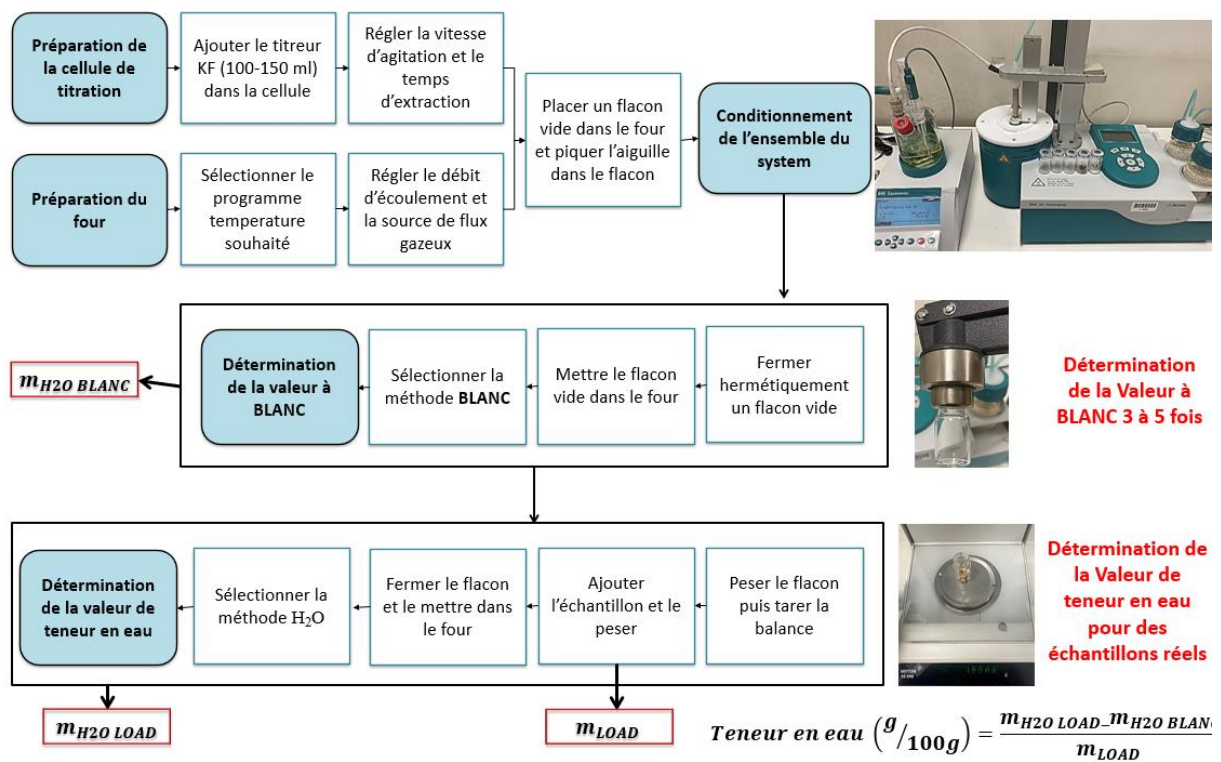 Préparation de
la cellule de
titration
Ajouter le titreur
KF (100-150 ml)
dans la cellule
Régler la vitesse
d'agitation et le
temps
d'extraction
Préparation du
four
Sélectionner le
programme
temperature
souhaité
Régler le débit
d'écoulement et
la source de flux
gazeux
Placer un flacon
vide dans le four
et piquer l'aiguille
dans le flacon
Conditionnement
de l'ensemble du
system
m H2O BLANC
Détermination
de la valeur à
BLANC
Sélectionner la
méthode BLANC
Mettre le flacon
vide dans le four
Fermer
hermétiquement
un flacon vide
Détermination
de la Valeur à
BLANC 3 à 5 fois
Détermination
de la valeur de
teneur en eau
Sélectionner la
méthode H₂O
Fermer le flacon
et le mettre dans
le four
Ajouter
l'échantillon et le
peser
Peser le flacon
puis tarer la
balance
Détermination de
la Valeur de
teneur en eau
pour des
échantillons réels
m H2O LOAD
m LOAD
Teneur en eau (g/100g) = m H2O LOAD_m H2O BLANC
m LOAD